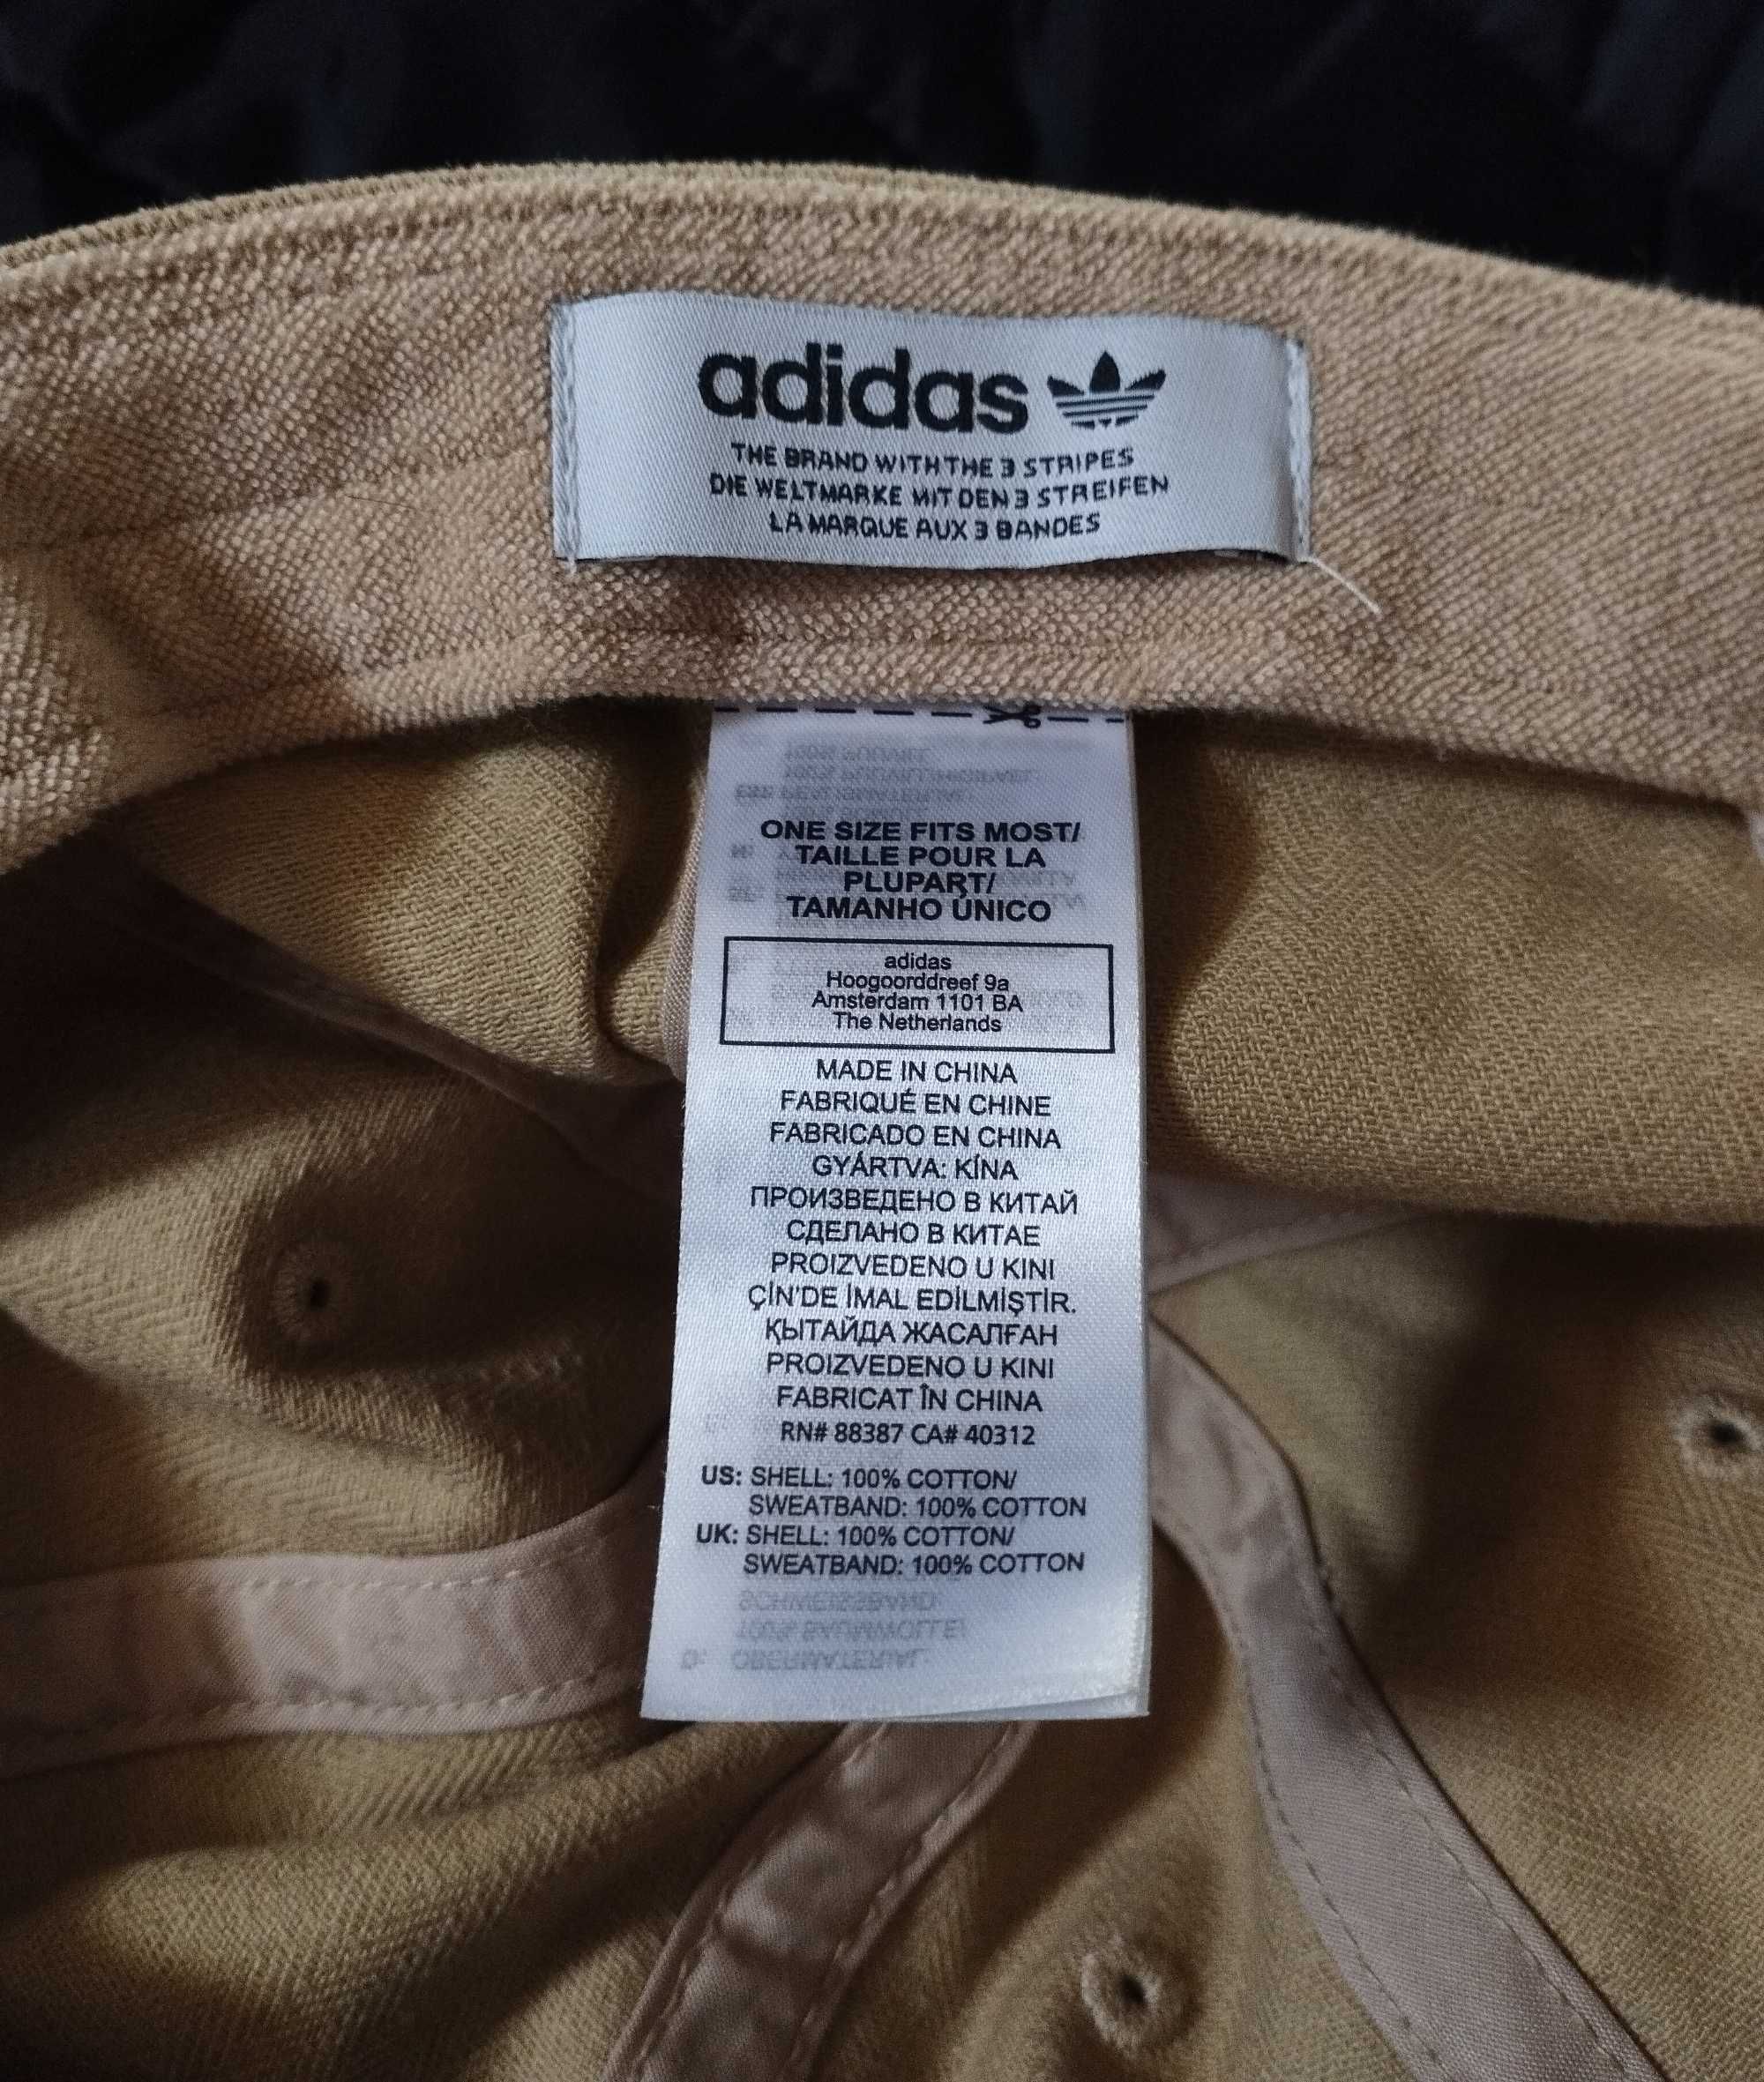 adidas
THE BRAND WITH THE 3 STRIPES
DIE WELTMARKE MIT DEN 3 STREIFEN
LA MARQUE AUX 3 BANDES
ONE SIZE FITS MOST/
TAILLE POUR LA
PLUPART/
TAMANHO ÚNICO
adidas
Hoogoorddreef 9a
Amsterdam 1101 BA
The Netherlands
MADE IN CHINA
FABRIQUÉ EN CHINE
FABRICADO EN CHINA
GYÁRTVA: KÍNA
ПРОИЗВЕДЕНО В КИТАЙ
СДЕЛАНО В КИТАЕ
PROIZVEDENO U KINI
ÇİN'DE İMAL EDİLMİŞTİR.
ҚЫТАЙДА ЖАСАЛҒАН
PROIZVEDENO U KINI
FABRICAT ÎN CHINA
RN# 88387 CA# 40312
US: SHELL: 100% COTTON/
SWEATBAND: 100% COTTON
UK: SHELL: 100% COTTON/
SWEATBAND: 100% COTTON